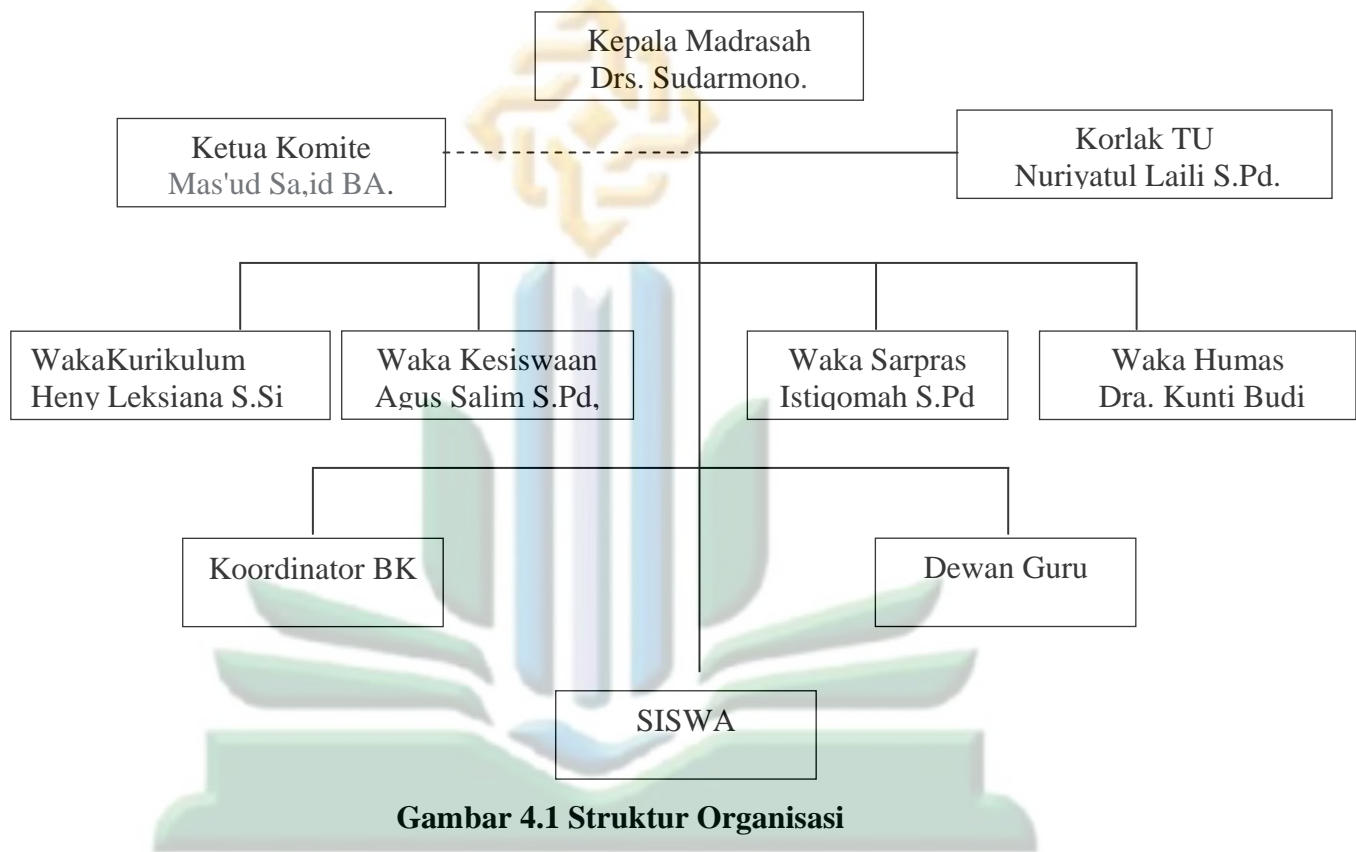 Kepala Madrasah
Drs. Sudarmono.
Ketua Komite
Mas'ud Sa,id BA.
Korlak TU
Nuriyatul Laili S.Pd.
WakaKurikulum
Heny Leksiana S.Si
Waka Kesiswaan
Agus Salim S.Pd,
Waka Sarpras
Istiqomah S.Pd
Waka Humas
Dra. Kunti Budi
Koordinator BK
Dewan Guru
SISWA
Gambar 4.1 Struktur Organisasi